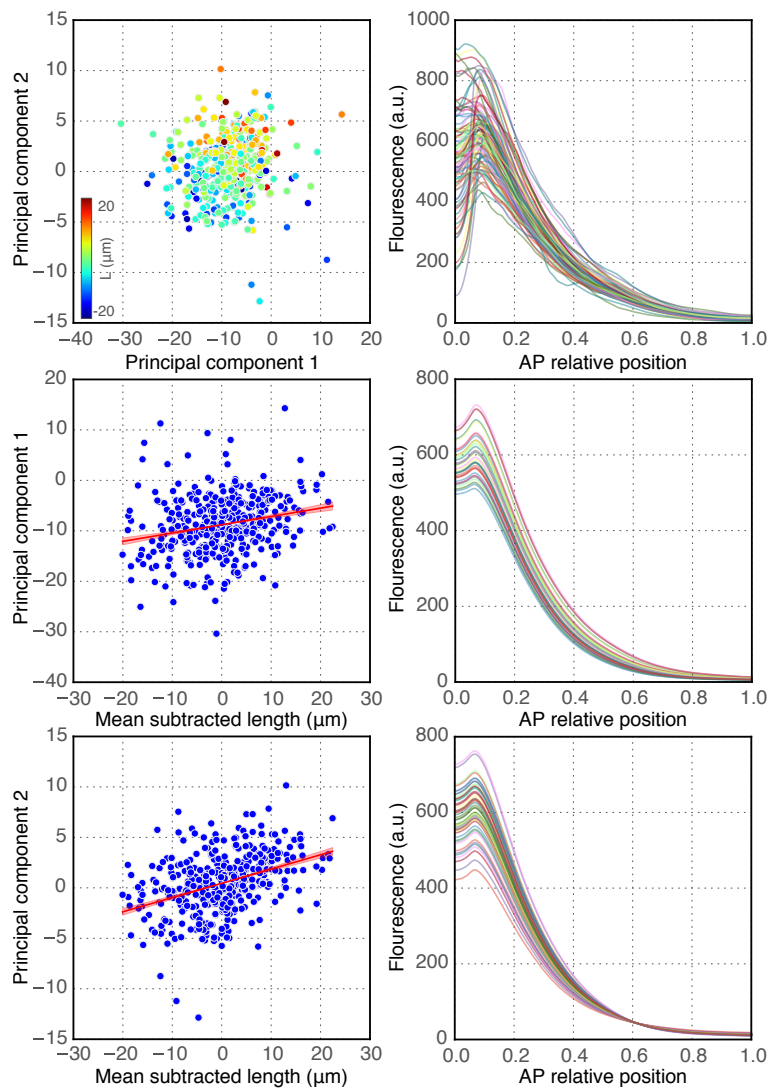 15
10
5
0
−5
−10
−15
Principal component 2
20
L (µm)
-20
−40 −30 −20 −10 0 10 20
Principal component 1
1000
800
600
400
200
0
Flourescence (a.u.)
0.0 0.2 0.4 0.6 0.8 1.0
AP relative position
20
10
0
−10
−20
−30
−40
Principal component 1
−30 −20 −10 0 10 20 30
Mean subtracted length (µm)
800
600
400
200
0
Flourescence (a.u.)
0.0 0.2 0.4 0.6 0.8 1.0
AP relative position
15
10
5
0
−5
−10
−15
Principal component 2
−30 −20 −10 0 10 20 30
Mean subtracted length (µm)
800
600
400
200
0
Flourescence (a.u.)
0.0 0.2 0.4 0.6 0.8 1.0
AP relative position